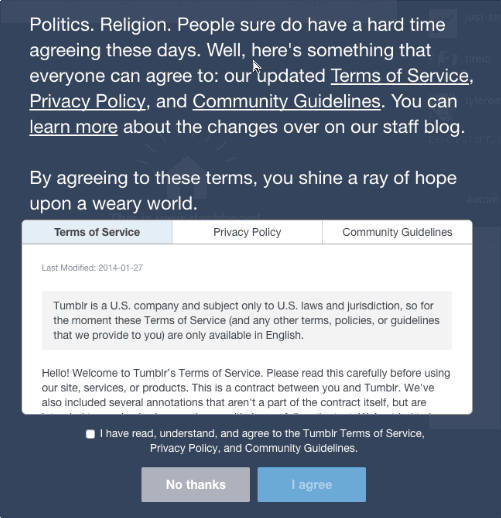 Politics. Religion. People sure do have a hard time
agreeing these days. Well, here's something that
everyone can agree to: our updated Terms of Service,
Privacy Policy, and Community Guidelines. You can
learn more about the changes over on our staff blog.
By agreeing to these terms, you shine a ray of hope
upon a weary world.
Terms of Service Privacy Policy Community Guidelines
Last Modified: 2014-01-27
Tumblr is a U.S. company and subject only to U.S. laws and jurisdiction, so for
the moment these Terms of Service (and any other terms, policies, or guidelines
that we provide to you) are only available in English.
Hello! Welcome to Tumblr's Terms of Service. Please read this carefully before using
our site, services, or products. This is a contract between you and Tumblr. We've
also included several annotations that aren't a part of the contract itself, but are
I have read, understand, and agree to the Tumblr Terms of Service,
Privacy Policy, and Community Guidelines.
No thanks I agree